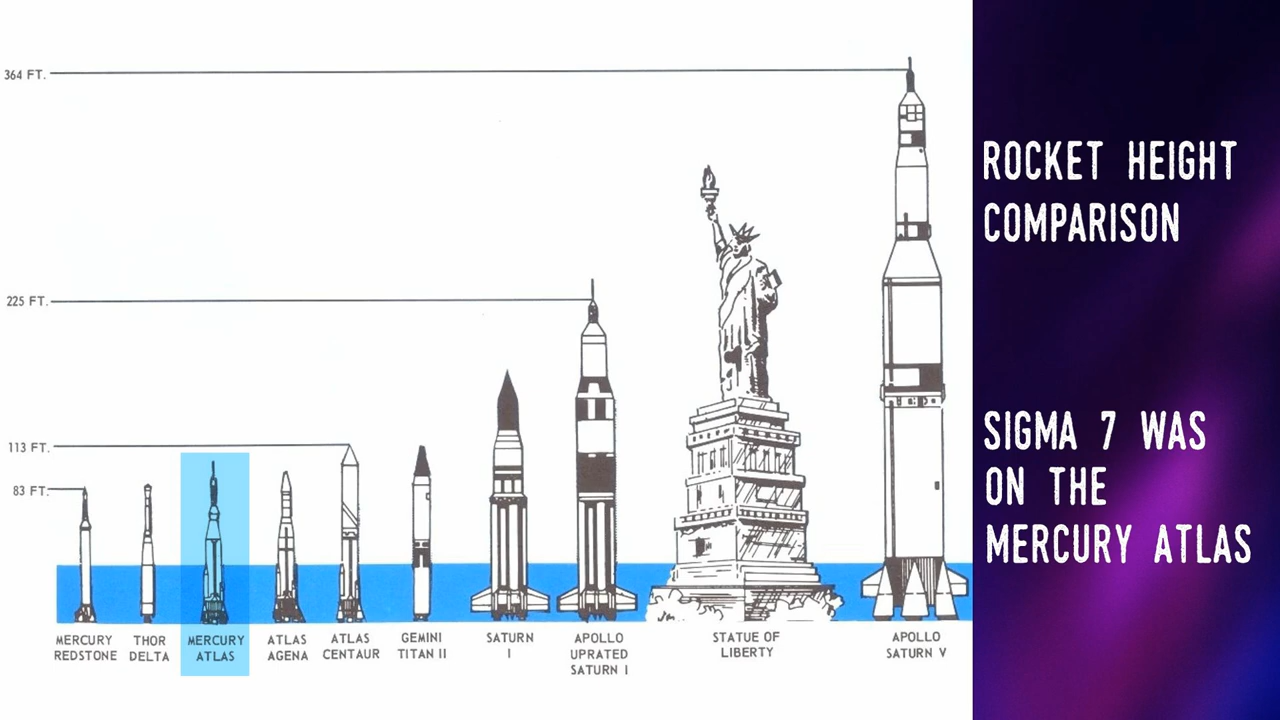 364 FT.
225 FT.
113 FT.
83 FT.
MERCURY
REDSTONE
THOR
DELTA
MERCURY
ATLAS
ATLAS
AGENA
ATLAS
CENTAUR
GEMINI
TITAN II
SATURN
I
APOLLO
UPRATED
SATURN I
STATUE OF
LIBERTY
APOLLO
SATURN V
ROCKET HEIGHT
COMPARISON
SIGMA 7 WAS
ON THE
MERCURY ATLAS